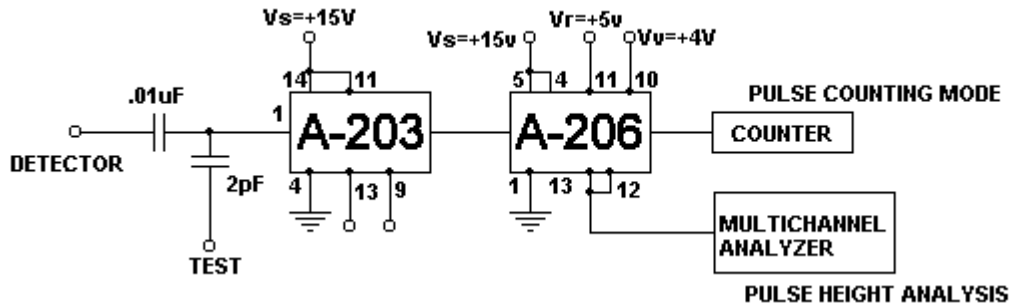 Vs=+15V
Vr=+5v
Vs=+15v
Vv=+4V
14
11
5
4
11
10
.01uF
1
A-203
A-206
PULSE COUNTING MODE
COUNTER
DETECTOR
2pF
4
13
9
1
13
12
TEST
MULTICHANNEL
ANALYZER
PULSE HEIGHT ANALYSIS